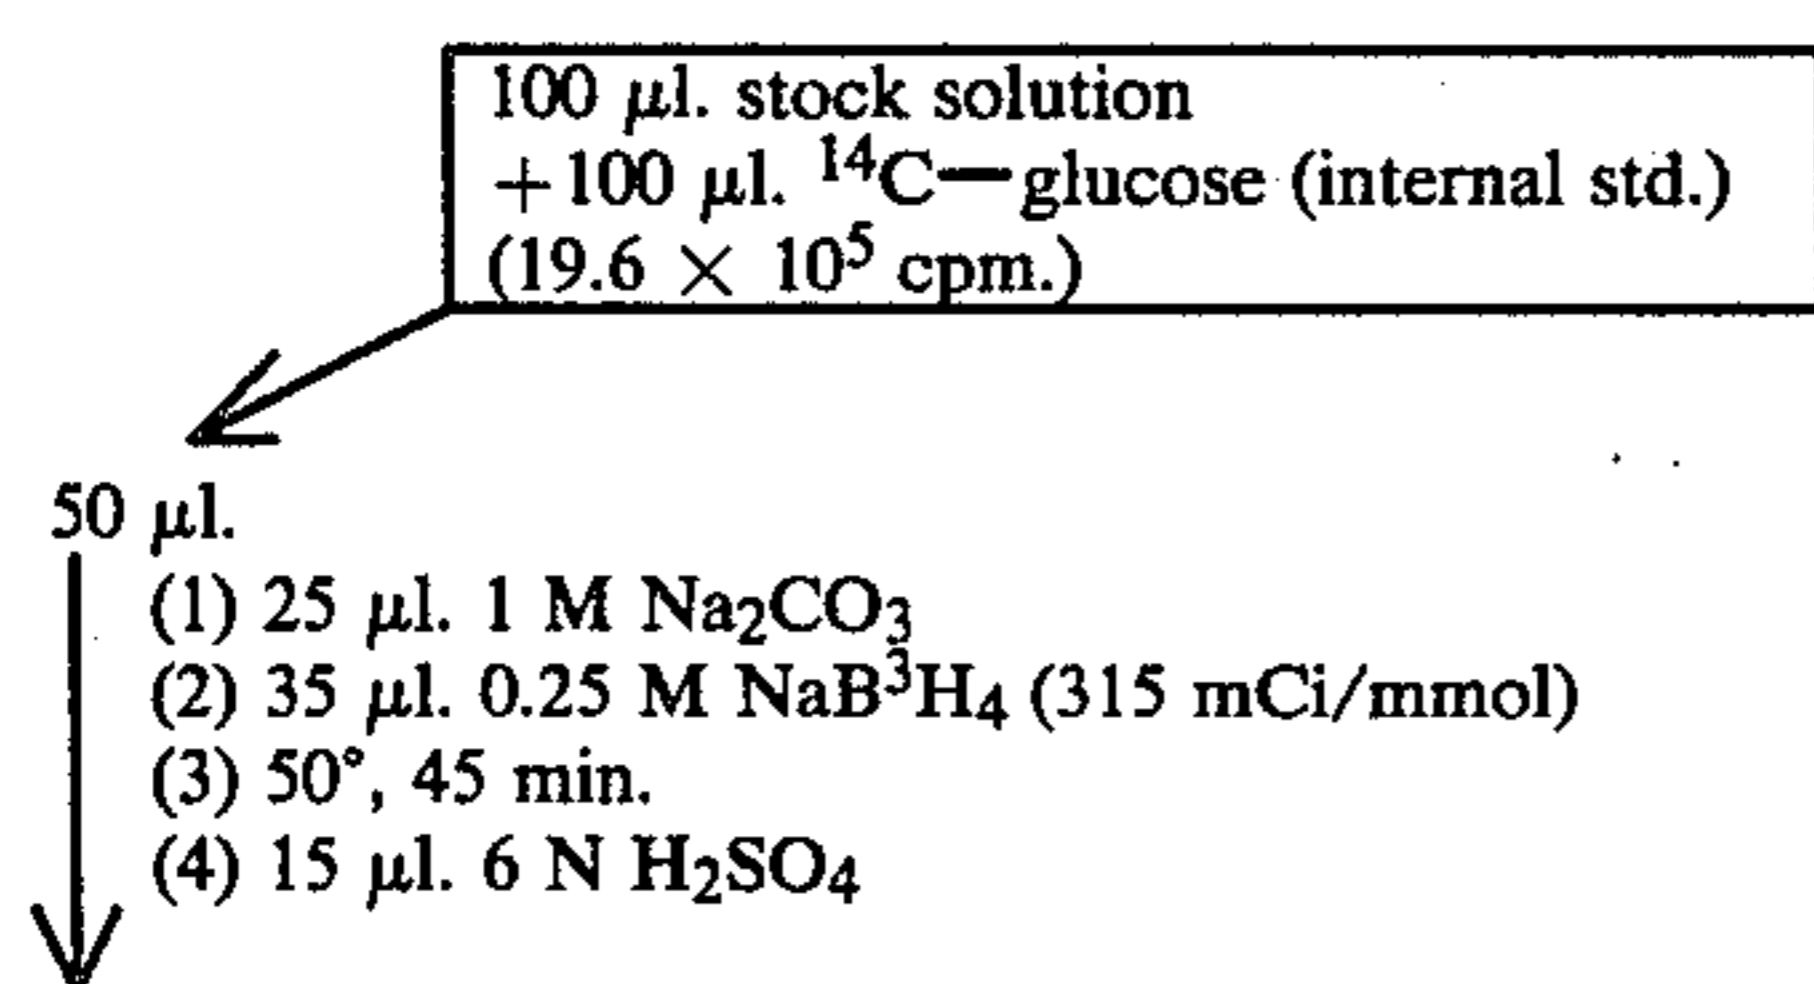 100 μl. stock solution
+100 μl. ¹⁴C—glucose (internal std.)
(19.6 × 10⁵ cpm.)
50 μl.
(1) 25 μl. 1 M Na₂CO₃
(2) 35 μl. 0.25 M NaB³H₄ (315 mCi/mmol)
(3) 50°, 45 min.
(4) 15 μl. 6 N H₂SO₄